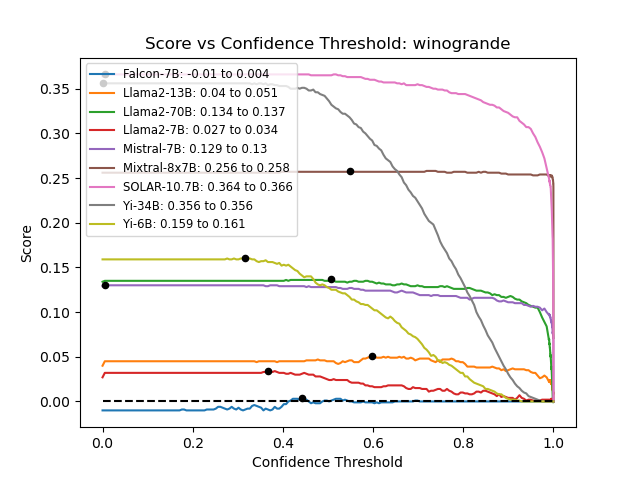 Score vs Confidence Threshold: winogrande
Falcon-7B: -0.01 to 0.004
Llama2-13B: 0.04 to 0.051
Llama2-70B: 0.134 to 0.137
Llama2-7B: 0.027 to 0.034
Mistral-7B: 0.129 to 0.13
Mixtral-8x7B: 0.256 to 0.258
SOLAR-10.7B: 0.364 to 0.366
Yi-34B: 0.356 to 0.356
Yi-6B: 0.159 to 0.161
0.35
0.30
0.25
0.20
0.15
0.10
0.05
0.00
Score
0.0 0.2 0.4 0.6 0.8 1.0
Confidence Threshold